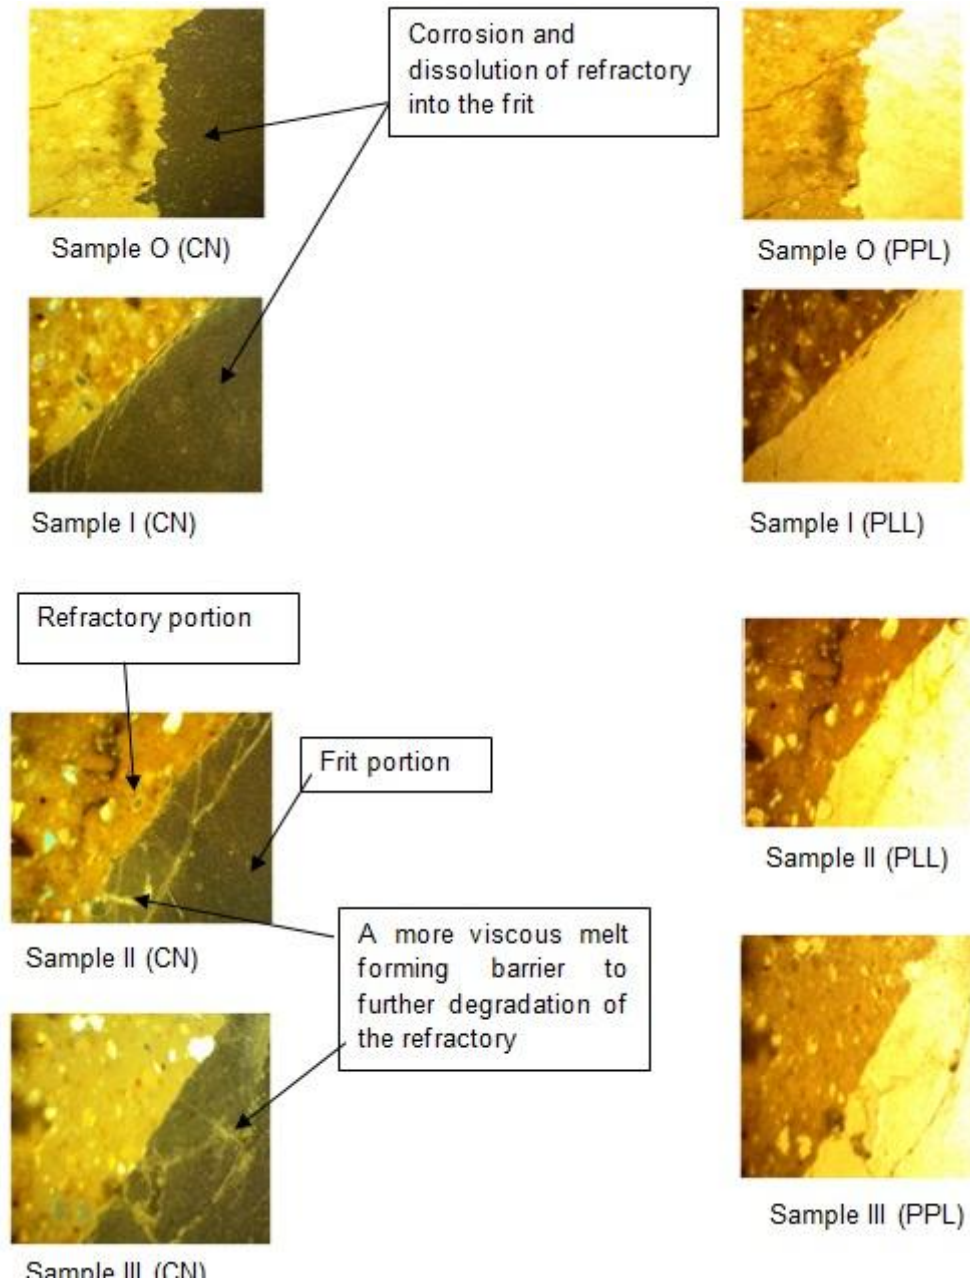 Corrosion and
dissolution of refractory
into the frit
Sample O (CN)
Sample O (PPL)
Sample I (CN)
Sample I (PLL)
Refractory portion
Frit portion
Sample II (PLL)
Sample II (CN)
A more viscous melt
forming barrier to
further degradation of
the refractory
Sample III (PPL)
Sample III (CN)